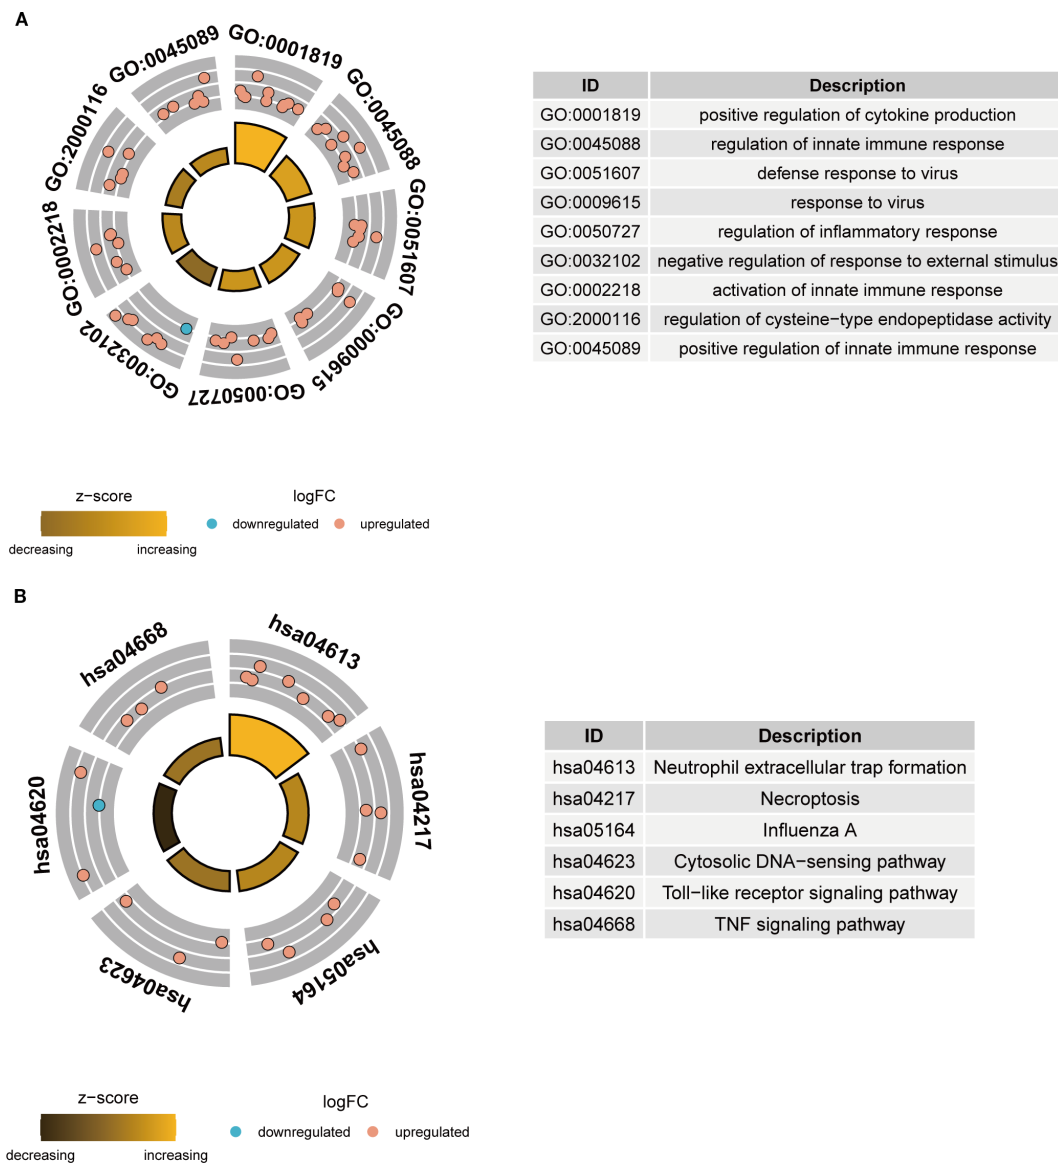 A
GO:0001819
GO:0045088
GO:0051607
GO:0009615
GO:0050727
GO:0032102
GO:0002218
GO:2000116
GO:0045089
ID Description
GO:0001819 positive regulation of cytokine production
GO:0045088 regulation of innate immune response
GO:0051607 defense response to virus
GO:0009615 response to virus
GO:0050727 regulation of inflammatory response
GO:0032102 negative regulation of response to external stimulus
GO:0002218 activation of innate immune response
GO:2000116 regulation of cysteine−type endopeptidase activity
GO:0045089 positive regulation of innate immune response
z−score
decreasing increasing
logFC
downregulated upregulated
B
hsa04613
hsa04217
hsa05164
hsa04623
hsa04620
hsa04668
ID Description
hsa04613 Neutrophil extracellular trap formation
hsa04217 Necroptosis
hsa05164 Influenza A
hsa04623 Cytosolic DNA−sensing pathway
hsa04620 Toll−like receptor signaling pathway
hsa04668 TNF signaling pathway
z−score
decreasing increasing
logFC
downregulated upregulated